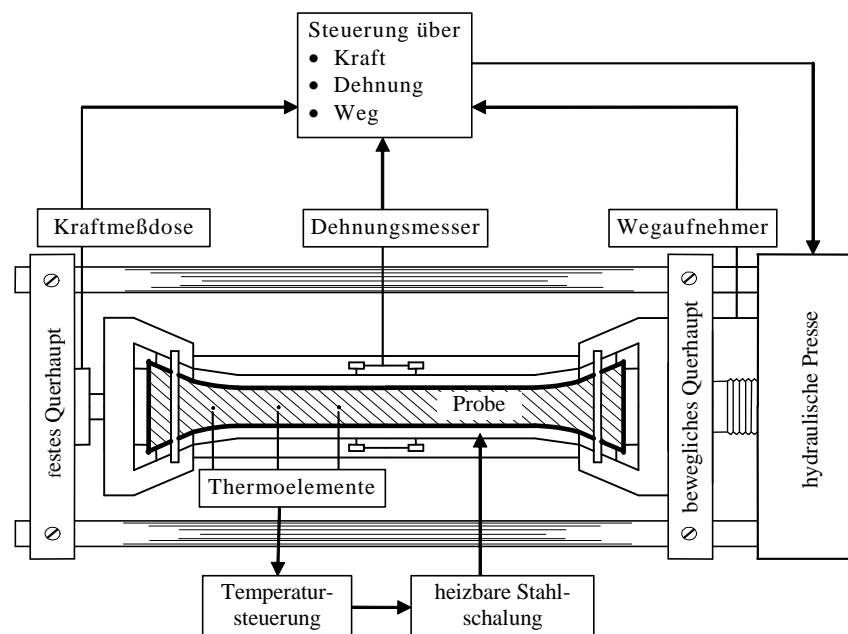 Steuerung über
• Kraft
• Dehnung
• Weg
Kraftmeßdose
Dehnungsmesser
Wegaufnehmer
festes Querhaupt
Probe
bewegliches Querhaupt
hydraulische Presse
Thermoelemente
Temperatur-
steuerung
heizbare Stahl-
schalung